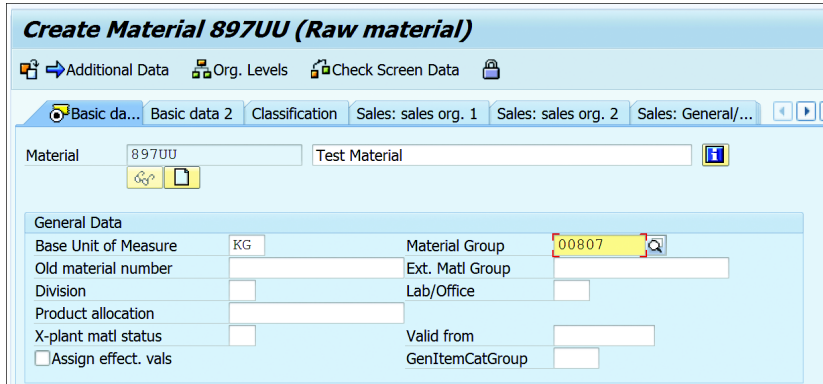 Create Material 897UU (Raw material)
Additional Data Org. Levels Check Screen Data
Basic da... Basic data 2 Classification Sales: sales org. 1 Sales: sales org. 2 Sales: General/...
Material 897UU Test Material
General Data
Base Unit of Measure KG Material Group 00807
Old material number Ext. Matl Group
Division Lab/Office
Product allocation
X-plant matl status Valid from
Assign effect. vals GenItemCatGroup